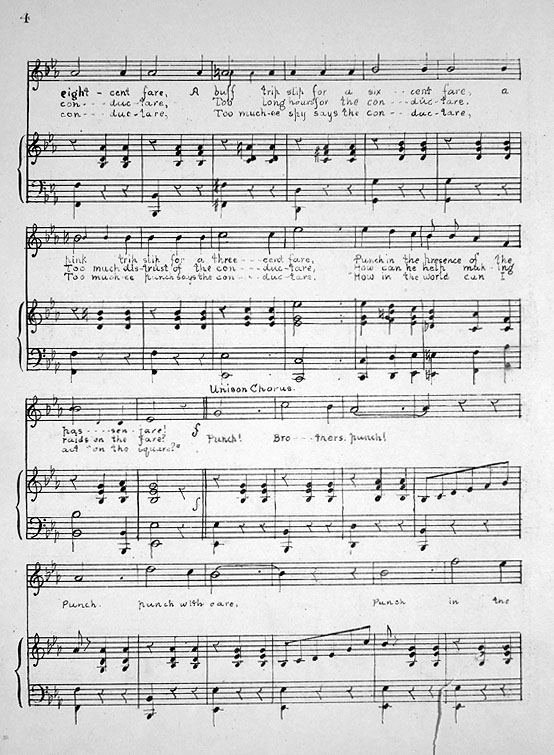 4
eight-cent fare, A buff trip slip for a six---cent fare, a
con----duc-tare, Too long hours for the con---ductare.
con----duc-tare, Too much-ee spy says the con---duc-tare,
pink trip slip for a three---cent fare, Punch in the presence of the
Too much dis-trust of the con---duc-tare, How can he help mak-ing
Too much-ee punch says the con---duc-tare. How in the world can I
Unison Chorus.
pas----sen-jare!
raids on the fare? Punch! Bro---thers, punch!
act "on the square?"
Punch. punch with care, Punch in the